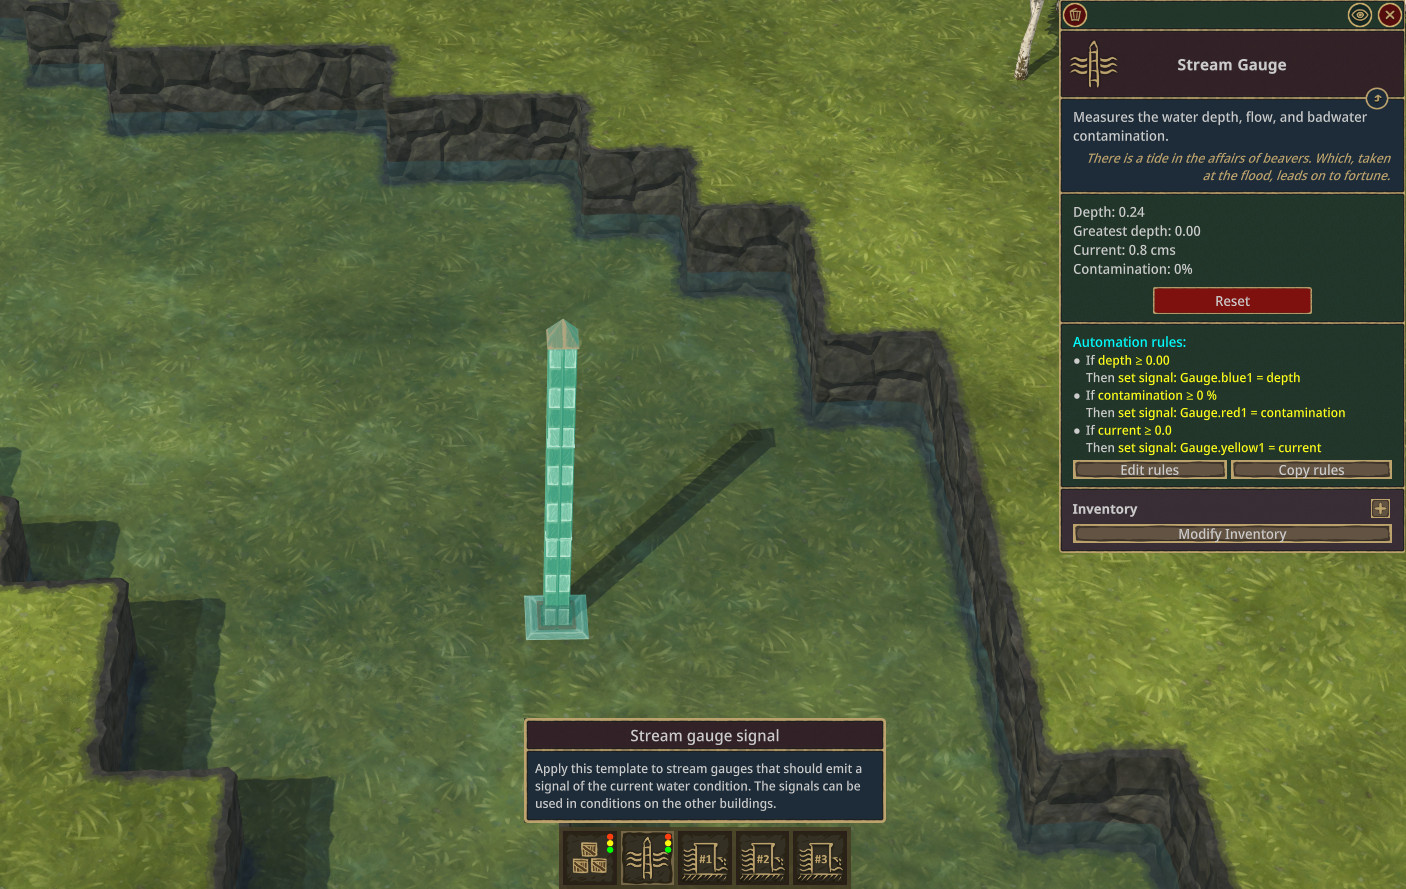 Stream Gauge
Measures the water depth, flow, and badwater
contamination.
There is a tide in the affairs of beavers. Which, taken
at the flood, leads on to fortune.
Depth: 0.24
Greatest depth: 0.00
Current: 0.8 cms
Contamination: 0%
Reset
Automation rules:
● If depth ≥ 0.00
Then set signal: Gauge.blue1 = depth
● If contamination ≥ 0 %
Then set signal: Gauge.red1 = contamination
● If current ≥ 0.0
Then set signal: Gauge.yellow1 = current
Edit rules
Copy rules
Inventory
Modify Inventory
Stream gauge signal
Apply this template to stream gauges that should emit a
signal of the current water condition. The signals can be
used in conditions on the other buildings.
#1
#2
#3